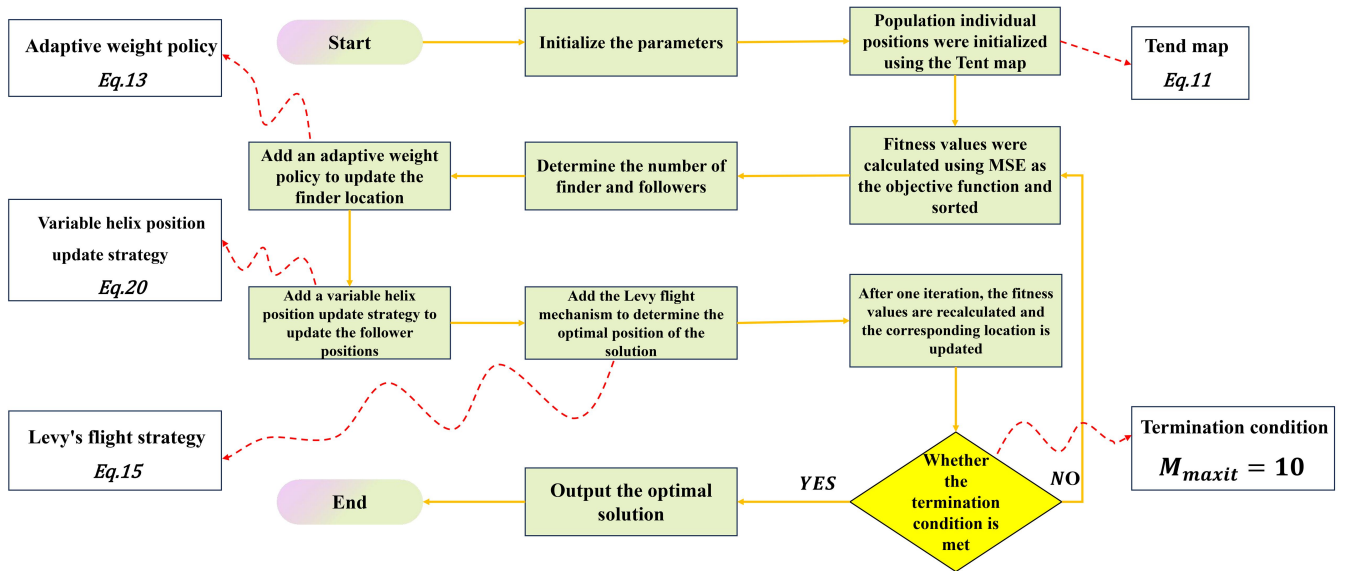 Adaptive weight policy
Eq.13
Start
Initialize the parameters
Population individual
positions were initialized
using the Tent map
Tend map
Eq.11
Add an adaptive weight
policy to update the
finder location
Determine the number of
finder and followers
Fitness values were
calculated using MSE as
the objective function and
sorted
Variable helix position
update strategy
Eq.20
Add a variable helix
position update strategy to
update the follower
positions
Add the Levy flight
mechanism to determine the
optimal position of the
solution
After one iteration, the fitness
values are recalculated and
the corresponding location is
updated
Levy's flight strategy
Eq.15
End
Output the optimal
solution
YES
Whether
the
termination
condition is
met
NO
Termination condition
M_maxit = 10